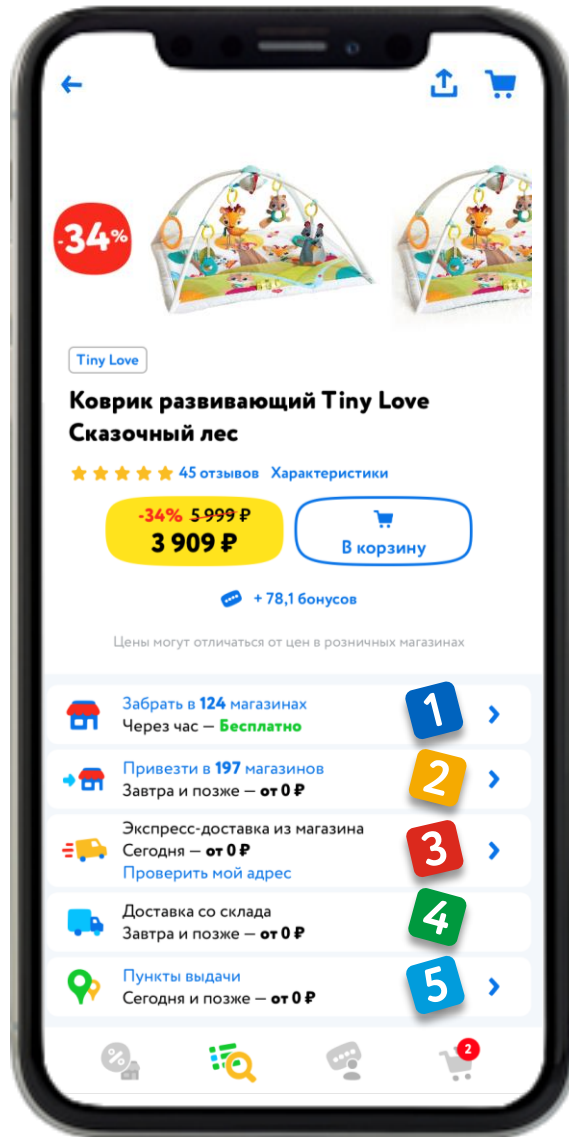 -34%
Tiny Love
Коврик развивающий Tiny Love
Сказочный лес
45 отзывов Характеристики
-34% 5 999 ₽
3 909 ₽
В корзину
+ 78,1 бонусов
Цены могут отличаться от цен в розничных магазинах
Забрать в 124 магазинах
Через час — Бесплатно
1
Привезти в 197 магазинов
Завтра и позже — от 0 ₽
2
Экспресс-доставка из магазина
Сегодня — от 0 ₽
Проверить мой адрес
3
Доставка со склада
Завтра и позже — от 0 ₽
4
Пункты выдачи
Сегодня и позже — от 0 ₽
5
%
2